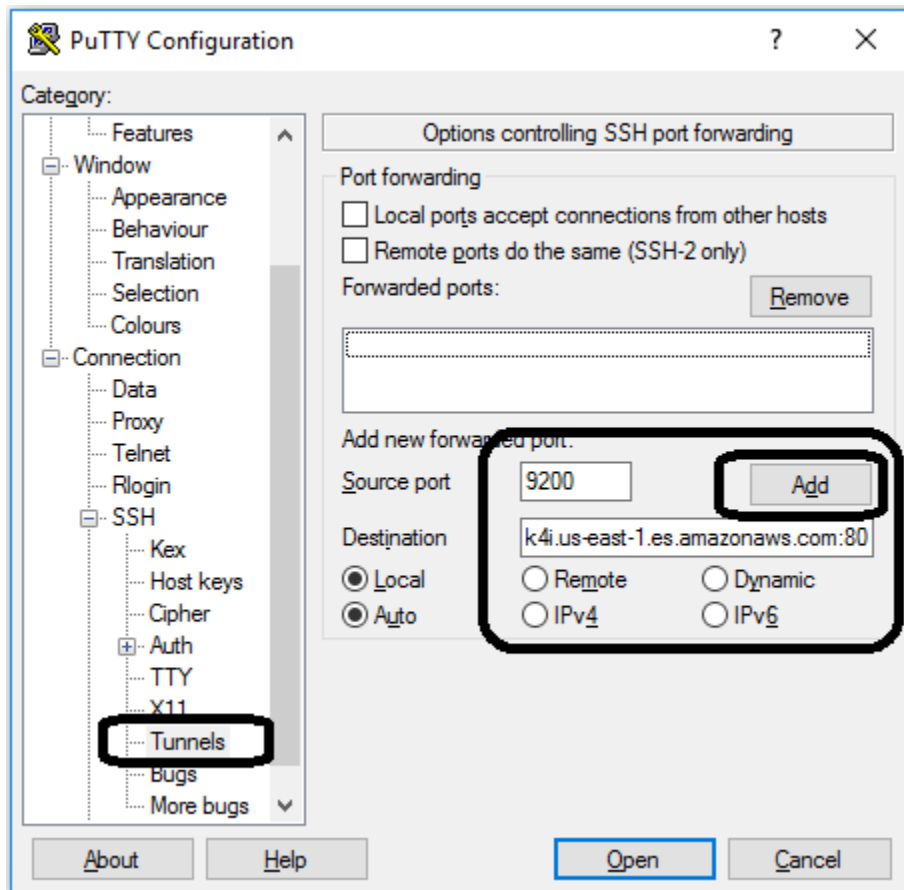 PuTTY Configuration
?
Category:
Features
Window
Appearance
Behaviour
Translation
Selection
Colours
Connection
Data
Proxy
Telnet
Rlogin
SSH
Kex
Host keys
Cipher
Auth
TTY
X11
Tunnels
Bugs
More bugs
Options controlling SSH port forwarding
Port forwarding
Local ports accept connections from other hosts
Remote ports do the same (SSH-2 only)
Forwarded ports:
Remove
Add new forwarded port:
Source port 9200 Add
Destination k4i.us-east-1.es.amazonaws.com:80
Local Remote Dynamic
Auto IPv4 IPv6
About Help Open Cancel